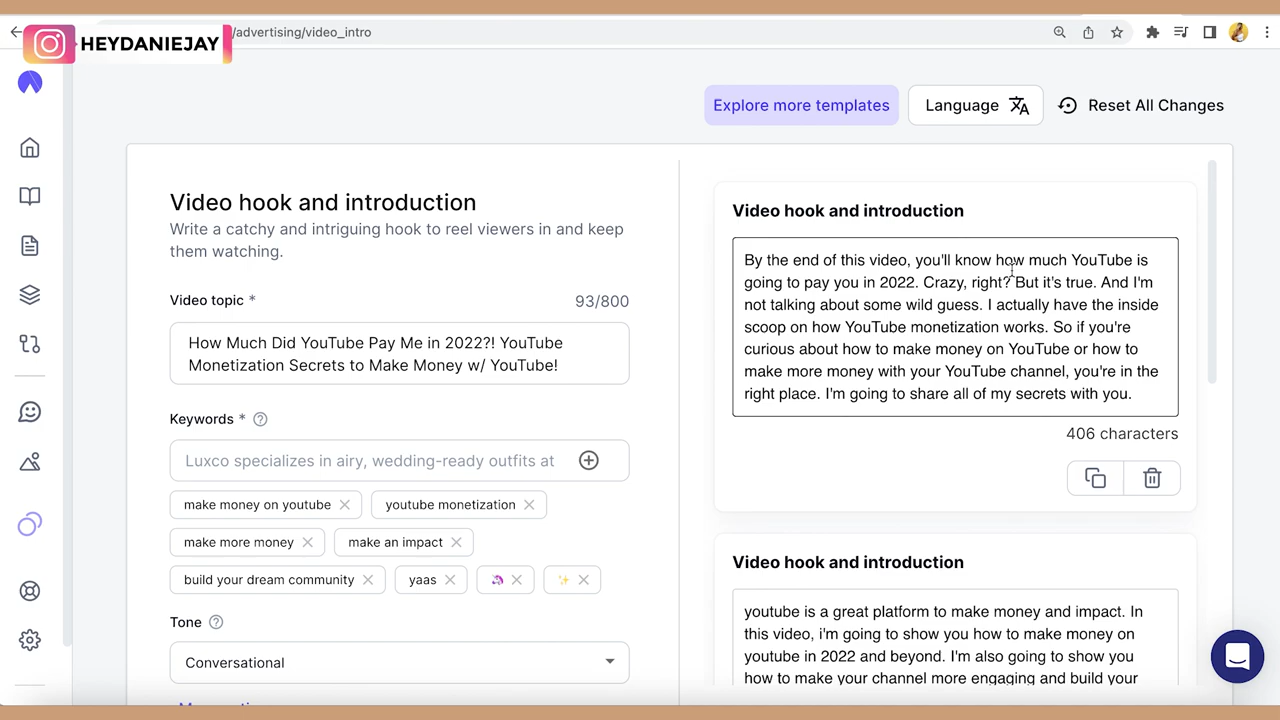 /advertising/video_intro
HEYDANIEJAY
Explore more templates
Language
Reset All Changes
Video hook and introduction
Write a catchy and intriguing hook to reel viewers in and keep
them watching.
Video topic *
93/800
How Much Did YouTube Pay Me in 2022?! YouTube
Monetization Secrets to Make Money w/ YouTube!
Keywords *
Luxco specializes in airy, wedding-ready outfits at
make money on youtube
youtube monetization
make more money
make an impact
build your dream community
yaas
Tone
Conversational
Video hook and introduction
By the end of this video, you'll know how much YouTube is
going to pay you in 2022. Crazy, right? But it's true. And I'm
not talking about some wild guess. I actually have the inside
scoop on how YouTube monetization works. So if you're
curious about how to make money on YouTube or how to
make more money with your YouTube channel, you're in the
right place. I'm going to share all of my secrets with you.
406 characters
Video hook and introduction
youtube is a great platform to make money and impact. In
this video, i'm going to show you how to make money on
youtube in 2022 and beyond. I'm also going to show you
how to make your channel more engaging and build your